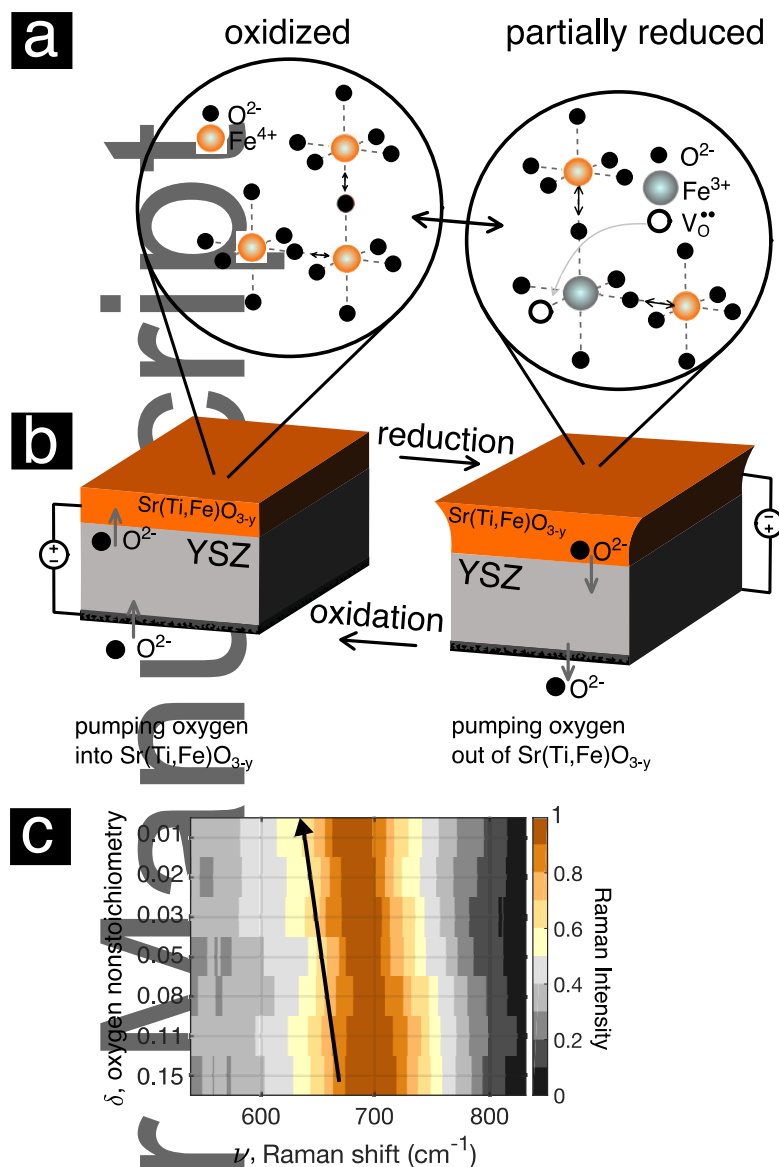 a
oxidized
partially reduced
O²⁻
Fe⁴⁺
O²⁻
Fe³⁺
V_O^••
b
reduction
Sr(Ti,Fe)O₃₋ᵧ
O²⁻
YSZ
O²⁻
Sr(Ti,Fe)O₃₋ᵧ
O²⁻
YSZ
oxidation
O²⁻
pumping oxygen
into Sr(Ti,Fe)O₃₋ᵧ
pumping oxygen
out of Sr(Ti,Fe)O₃₋ᵧ
c
δ, oxygen nonstoichiometry
0.01
0.02
0.03
0.05
0.08
0.11
0.15
600
700
800
ν, Raman shift (cm⁻¹)
1
0.8
0.6
0.4
0.2
0
Raman Intensity
r Manuscript